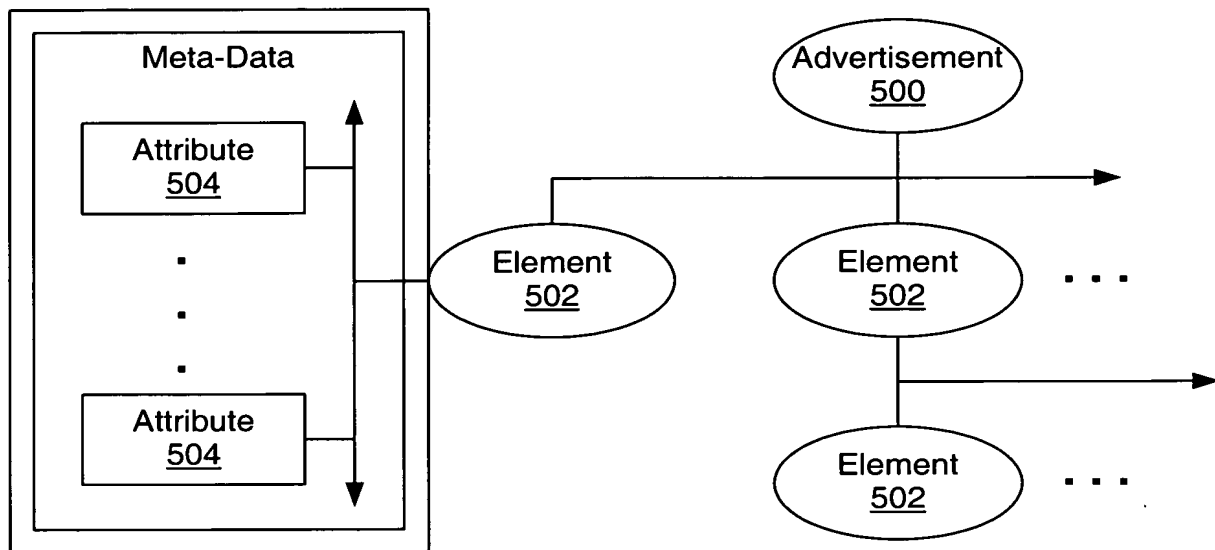 Meta-Data
Advertisement
500
Attribute
504
Element
502
Element
502
. . .
Attribute
504
Element
502
. . .